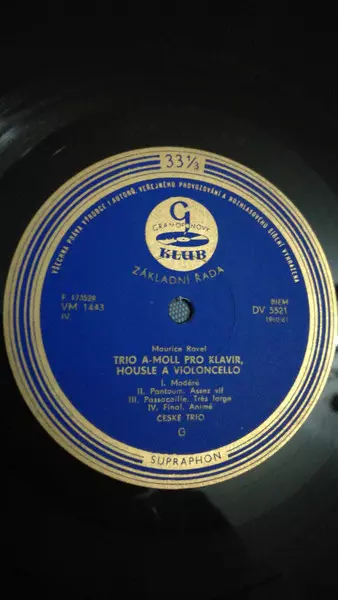 33⅓
VŠECHNA PRÁVA VÝROBCE I AUTORŮ, VEŘEJNÉHO PROVOZOVÁNÍ A ROZHLASOVÉHO ŠÍŘENÍ VYHRAZENA
G
GRAMOFONOVÝ
KLUB
ZÁKLADNÍ ŘADA
F 173529
VM 1443
IV.
BIEM
DV 5521
Maurice Ravel
TRIO A-MOLL PRO KLAVÍR,
HOUSLE A VIOLONCELLO
I. Modéré
II. Pantoum. Assez vif
III. Passacaille. Très large
IV. Final. Animé
ČESKÉ TRIO
G
SUPRAPHON